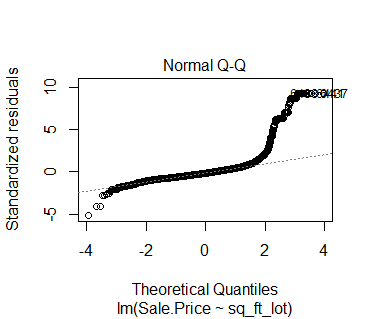 Normal Q-Q
Standardized residuals
10
5
0
-5
-4
-2
0
2
4
Theoretical Quantiles
lm(Sale.Price ~ sq_ft_lot)